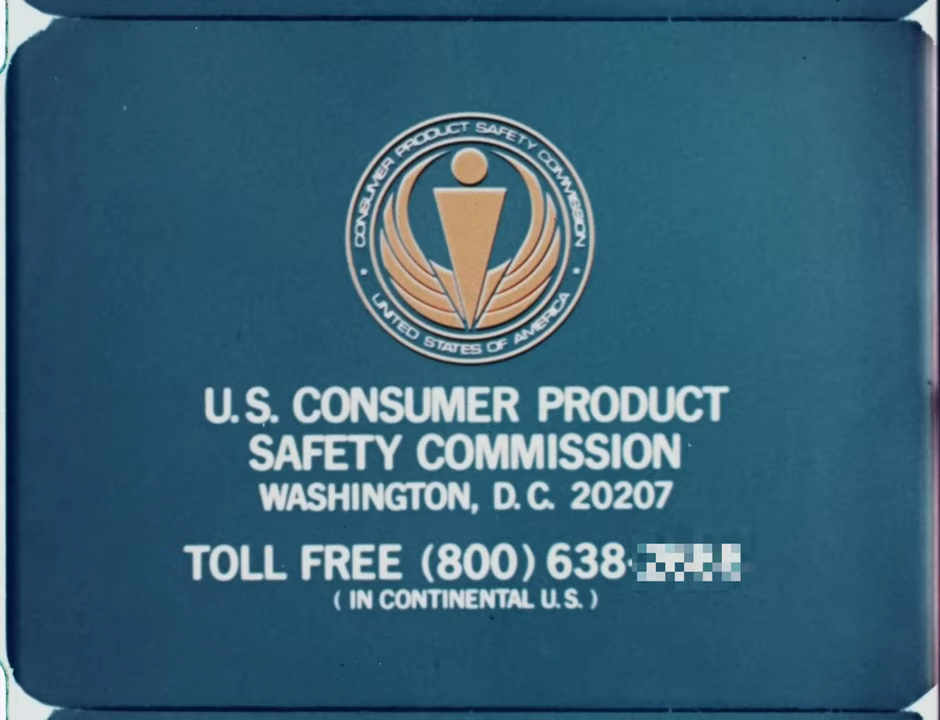 CONSUMER PRODUCT SAFETY COMMISSION
UNITED STATES OF AMERICA
U.S. CONSUMER PRODUCT
SAFETY COMMISSION
WASHINGTON, D.C. 20207
TOLL FREE (800) 638-
( IN CONTINENTAL U.S. )